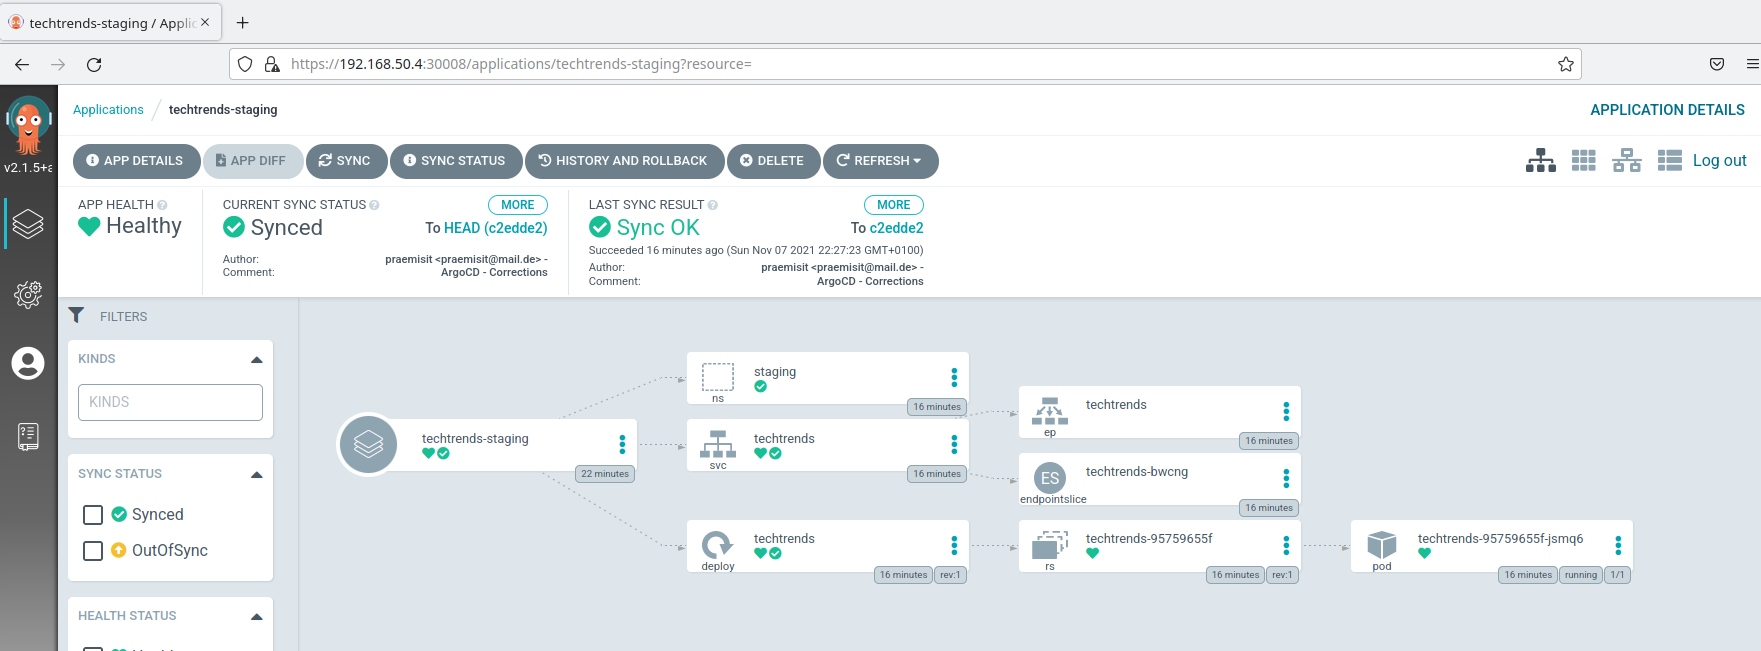 techtrends-staging / Applic
https://192.168.50.4:30008/applications/techtrends-staging?resource=
v2.1.5+a
Applications / techtrends-staging
APPLICATION DETAILS
APP DETAILS
APP DIFF
SYNC
SYNC STATUS
HISTORY AND ROLLBACK
DELETE
REFRESH
Log out
APP HEALTH
Healthy
CURRENT SYNC STATUS
MORE
Synced
To HEAD (c2edde2)
Author: praemisit <praemisit@mail.de> -
Comment: ArgoCD - Corrections
LAST SYNC RESULT
MORE
Sync OK
To c2edde2
Succeeded 16 minutes ago (Sun Nov 07 2021 22:27:23 GMT+0100)
Author: praemisit <praemisit@mail.de> -
Comment: ArgoCD - Corrections
FILTERS
KINDS
KINDS
SYNC STATUS
Synced
OutOfSync
HEALTH STATUS
techtrends-staging
22 minutes
staging
ns
16 minutes
techtrends
svc
16 minutes
techtrends
deploy
16 minutes
rev:1
techtrends
ep
16 minutes
ES
techtrends-bwcng
endpointslice
16 minutes
techtrends-95759655f
rs
16 minutes
rev:1
techtrends-95759655f-jsmq6
pod
16 minutes
running
1/1